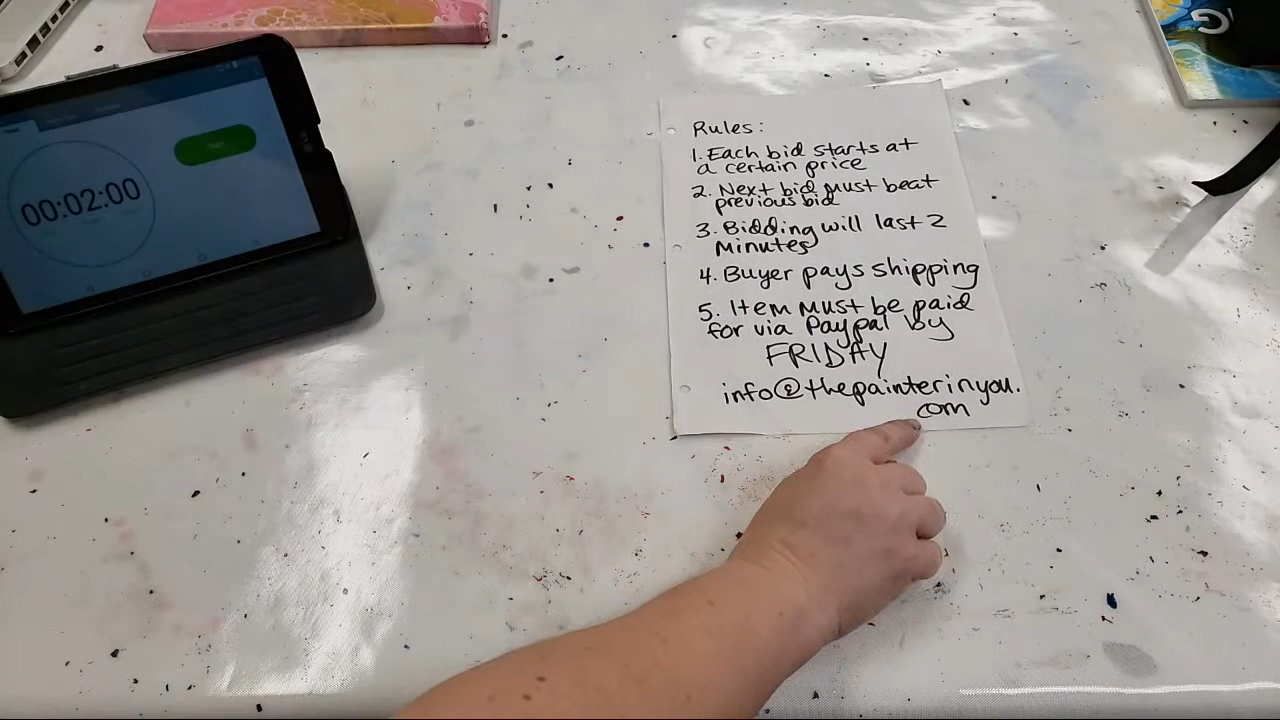 00:02:00
Rules:
1. Each bid starts at
a certain price
2. Next bid must beat
previous bid
3. Bidding will last 2
Minutes
4. Buyer pays shipping
5. Item must be paid
for via Paypal by
FRIDAY
info@thepainterinyou.
com